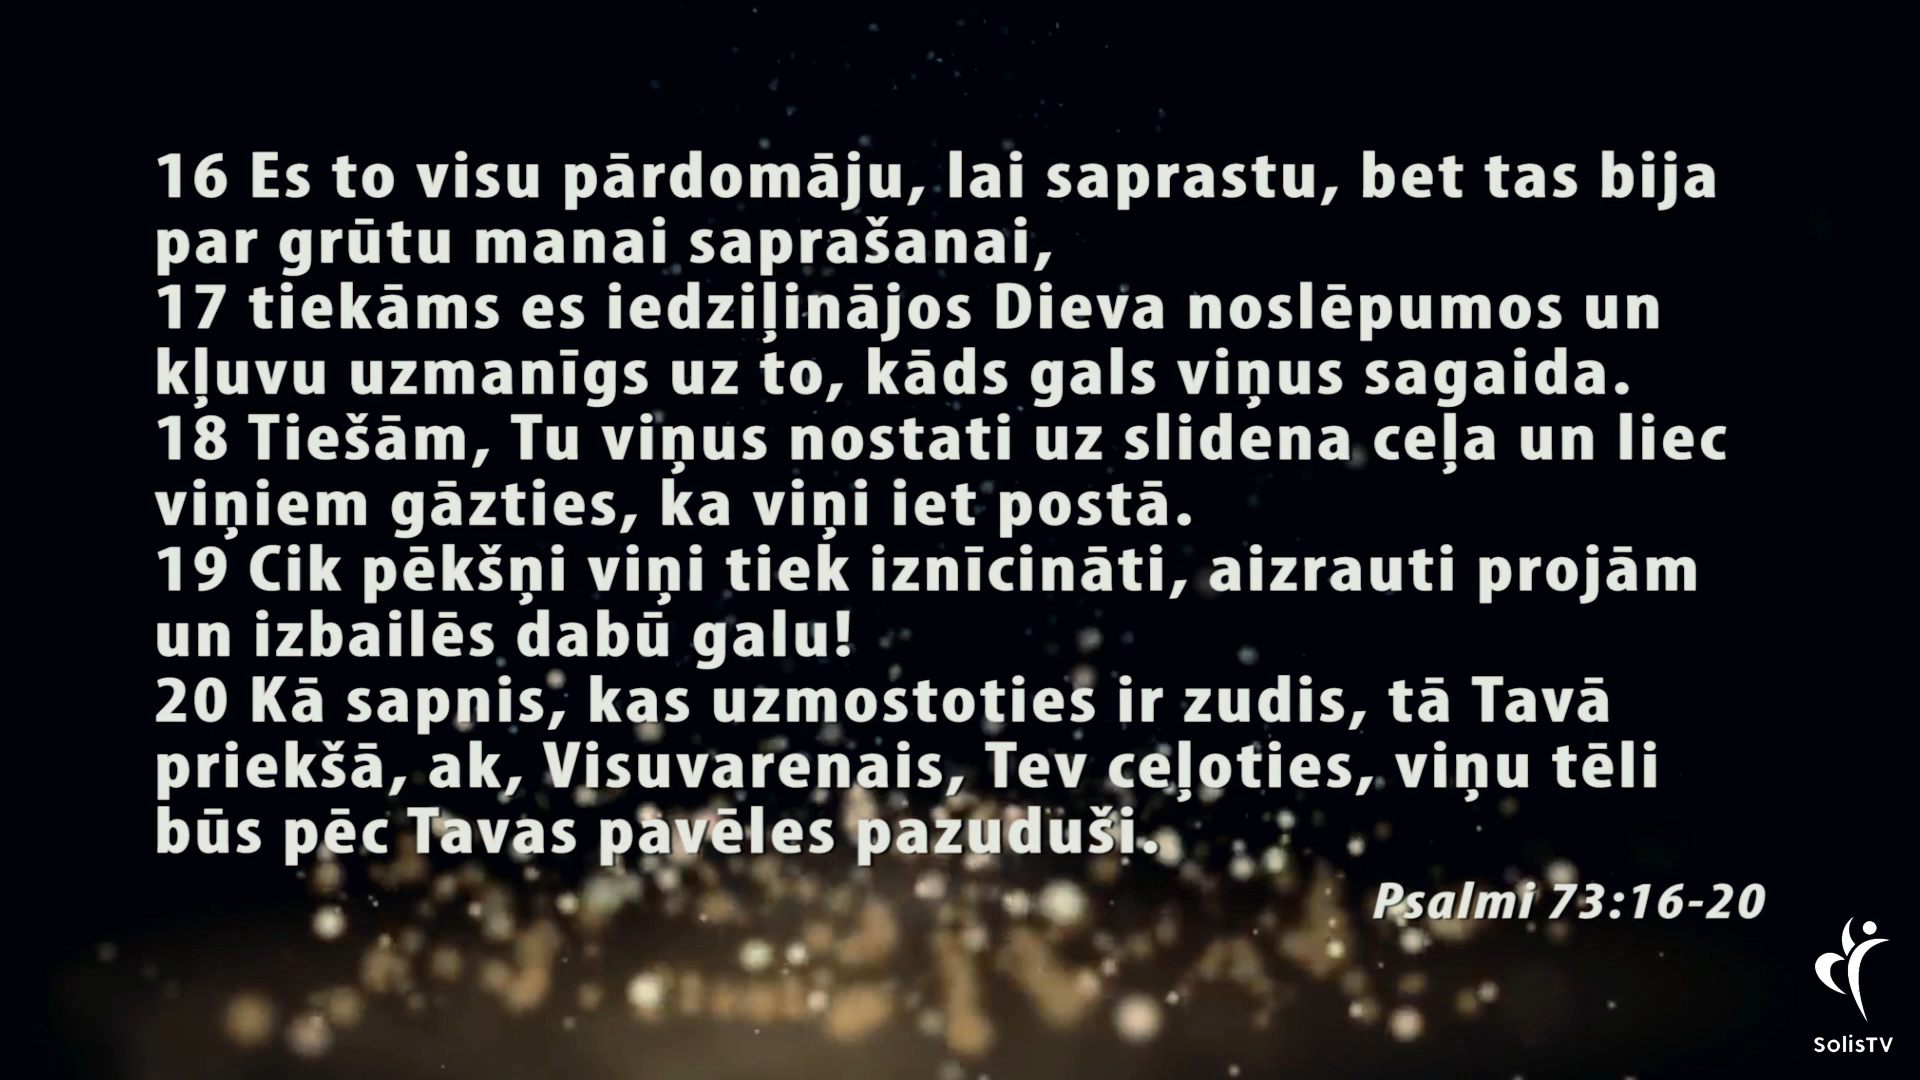 16 Es to visu pārdomāju, lai saprastu, bet tas bija
par grūtu manai saprašanai,
17 tiekāms es iedziļinājos Dieva noslēpumos un
kļuvu uzmanīgs uz to, kāds gals viņus sagaida.
18 Tiešām, Tu viņus nostati uz slidena ceļa un liec
viņiem gāzties, ka viņi iet postā.
19 Cik pēkšņi viņi tiek iznīcināti, aizrauti projām
un izbailēs dabū galu!
20 Kā sapnis, kas uzmostoties ir zudis, tā Tavā
priekšā, ak, Visuvarenais, Tev ceļoties, viņu tēli
būs pēc Tavas pavēles pazuduši.
Psalmi 73:16-20
SolisTV